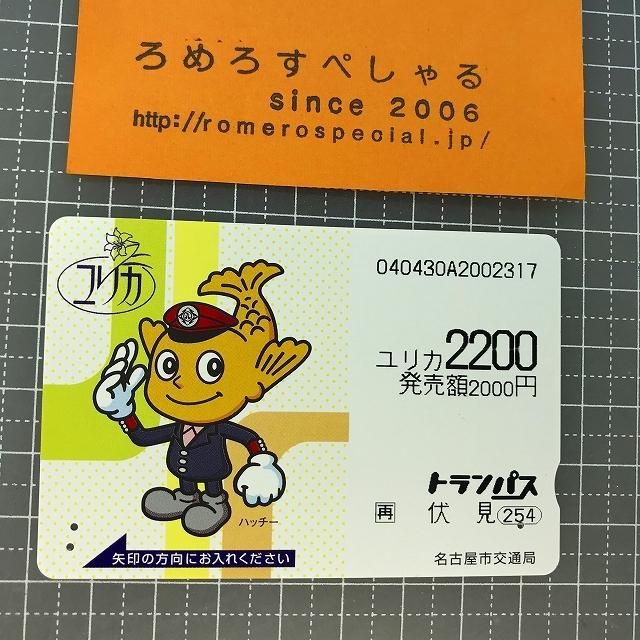 ろめろすぺしゃる
since 2006
http://romerospecial.jp/
ユリカ
040430A2002317
ユリカ2200
発売額2000円
トランパス
再 伏見 254
ハッチー
矢印の方向にお入れください
名古屋市交通局